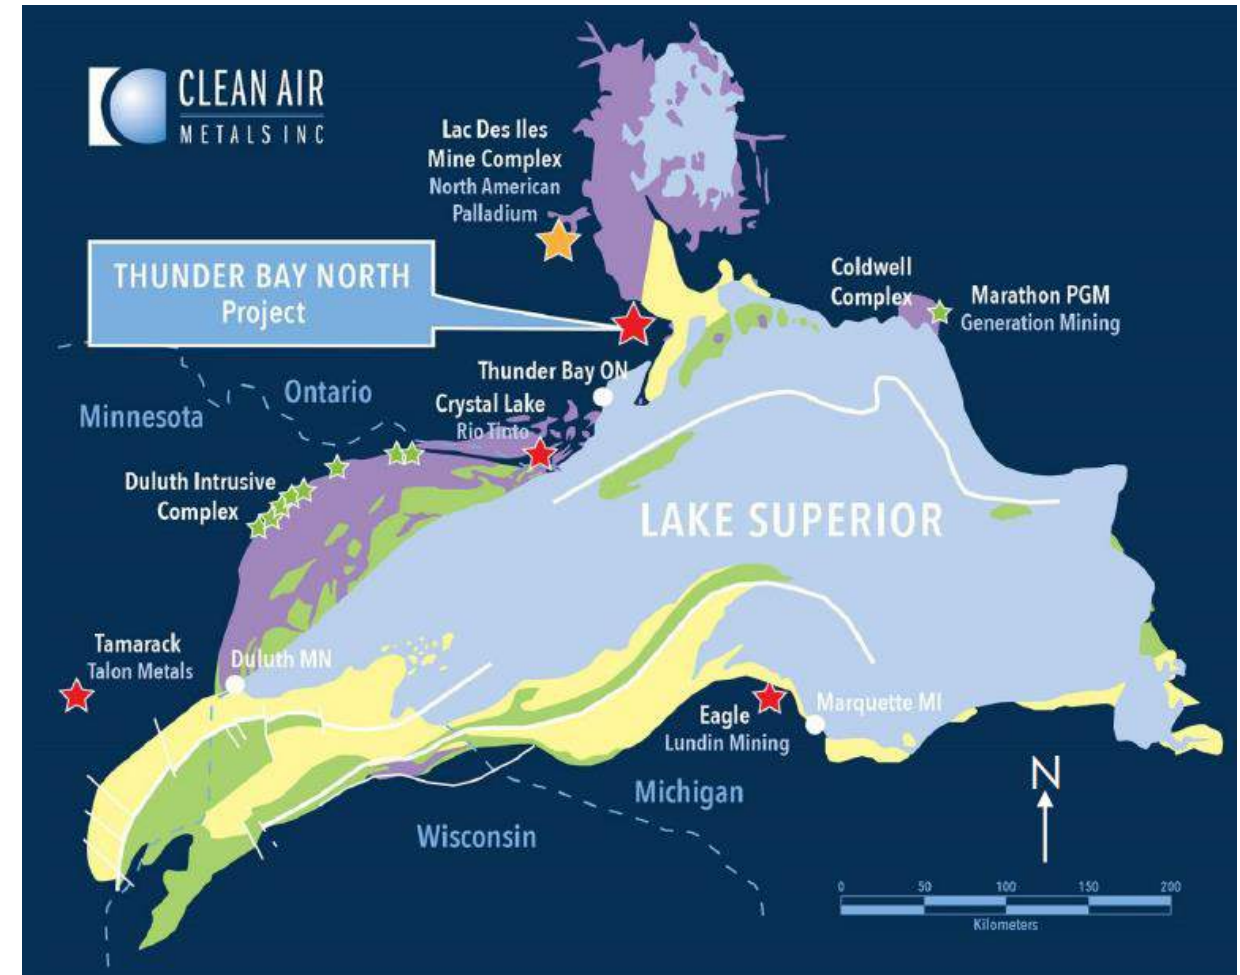 CLEAN AIR
METALS INC
Lac Des Iles
Mine Complex
North American
Palladium
THUNDER BAY NORTH
Project
Coldwell
Complex
Marathon PGM
Generation Mining
Thunder Bay ON
Ontario
Minnesota
Crystal Lake
Rio Tinto
Duluth Intrusive
Complex
LAKE SUPERIOR
Tamarack
Talon Metals
Duluth MN
Eagle
Lundin Mining
Marquette MI
Michigan
Wisconsin
N
0 50 100 150 200
Kilometers